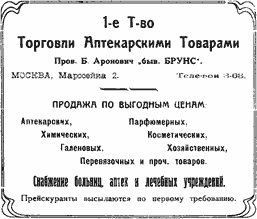 1-е Т-во
Торговли Аптекарскими Товарами
Пров. Б. Аронович „быв. БРУНС".
МОСКВА, Маросейка 2. Телефон 3-68.
ПРОДАЖА ПО ВЫГОДНЫМ ЦЕНАМ:
Аптекарских, Парфюмерных,
Химических, Косметических,
Галеновых, Хозяйственных,
Перевязочных и проч. товаров.
Снабжение больниц, аптек и лечебных учреждений.
Прейскуранты высылаются по первому требованию.